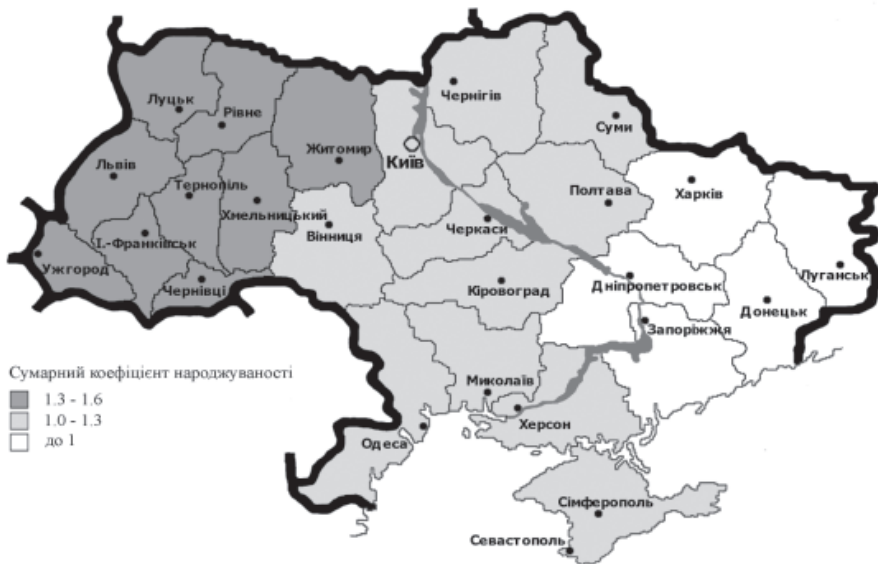 Чернігів
Луцьк
Рівне
Суми
Житомир
Київ
Львів
Тернопіль
Хмельницький
Полтава
Харків
Вінниця
Черкаси
І.-Франківськ
Ужгород
Чернівці
Кіровоград
Дніпропетровськ
Луганськ
Донецьк
Запоріжжя
Сумарний коефіцієнт народжуваності
1.3 - 1.6
1.0 - 1.3
до 1
Миколаїв
Херсон
Одеса
Сімферополь
Севастополь